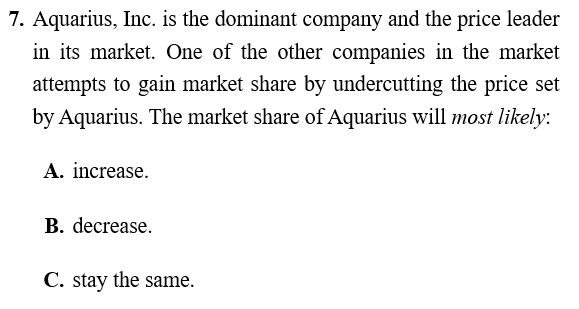 7. Aquarius, Inc. is the dominant company and the price leader
in its market. One of the other companies in the market
attempts to gain market share by undercutting the price set
by Aquarius. The market share of Aquarius will most likely:
A. increase.
B. decrease.
C. stay the same.